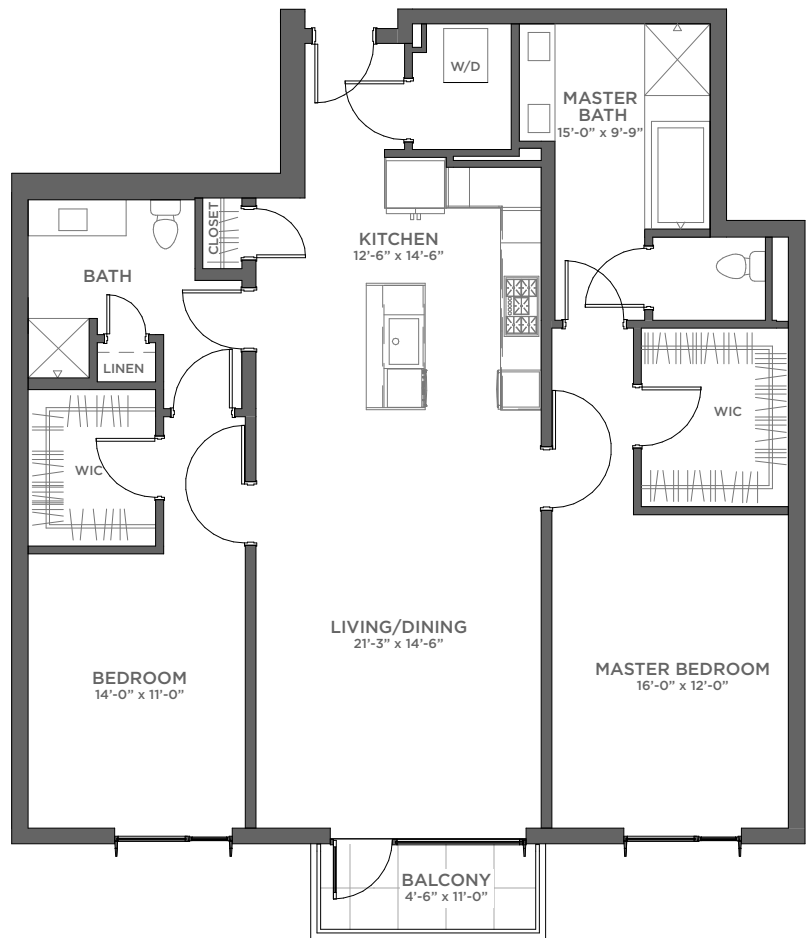 W/D
MASTER
BATH
15’-0” x 9’-9”
CLOSET
KITCHEN
12’-6” x 14’-6”
BATH
LINEN
WIC
WIC
LIVING/DINING
21’-3” x 14’-6”
BEDROOM
14’-0” x 11’-0”
MASTER BEDROOM
16’-0” x 12’-0”
BALCONY
4’-6” x 11’-0”